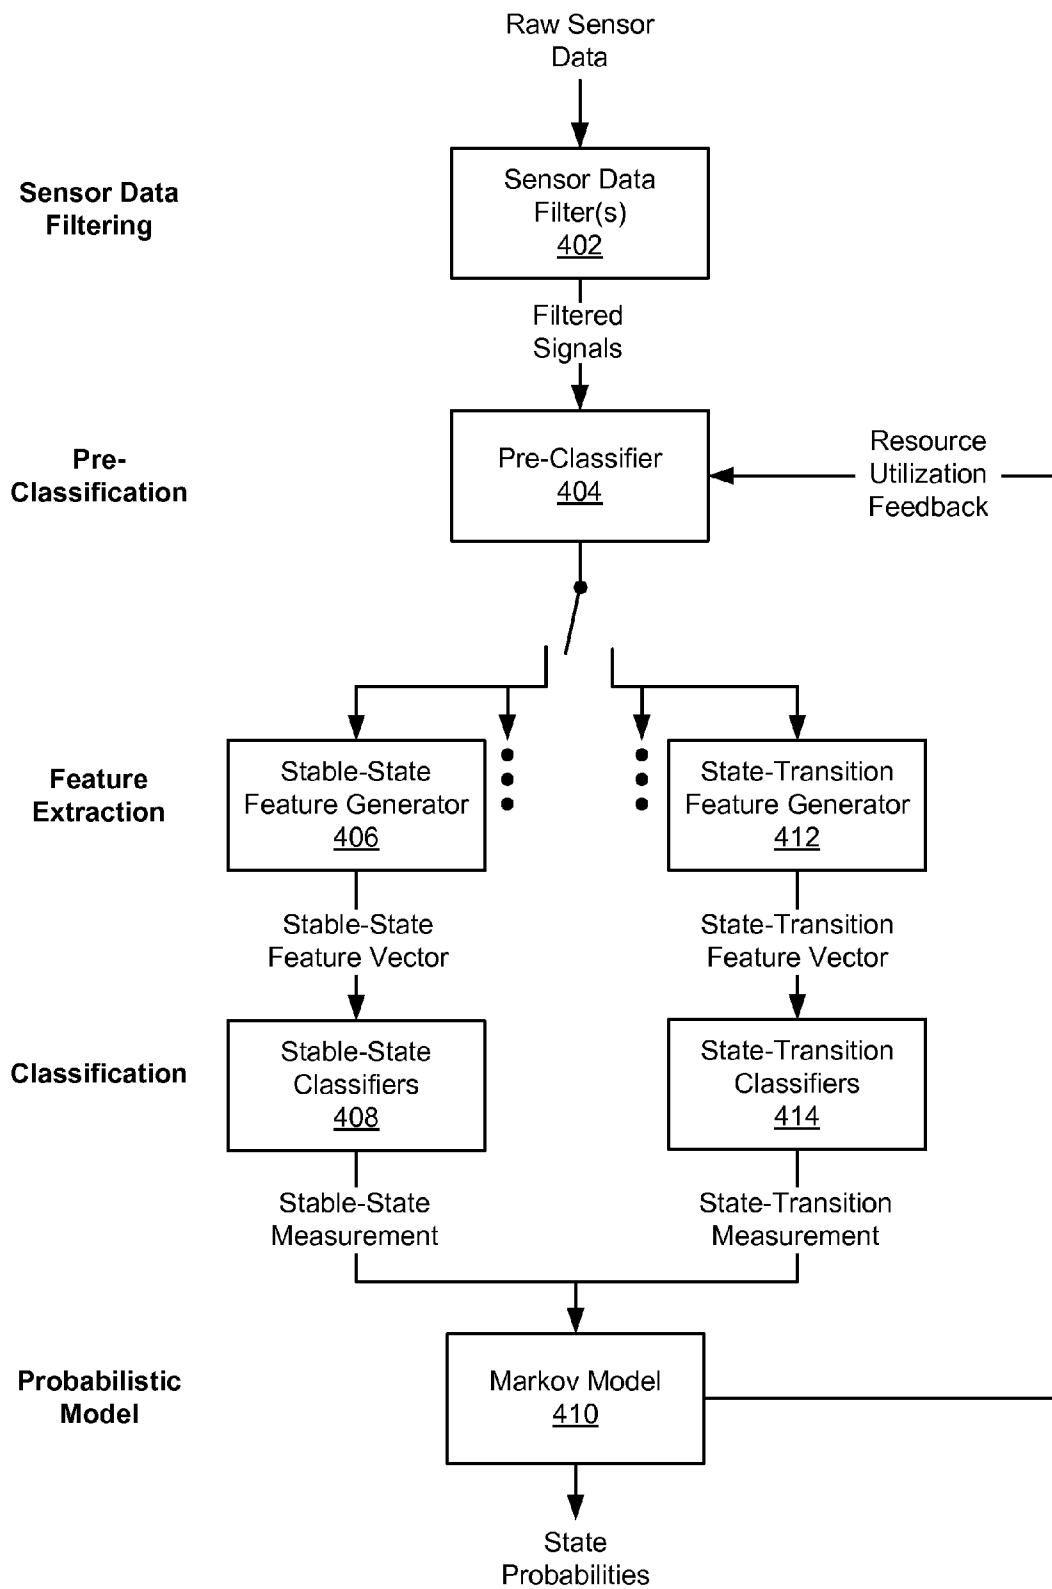 Raw Sensor
Data
Sensor Data
Filtering
Sensor Data
Filter(s)
402
Filtered
Signals
Pre-
Classification
Pre-Classifier
404
Resource
Utilization
Feedback
Feature
Extraction
Stable-State
Feature Generator
406
State-Transition
Feature Generator
412
Stable-State
Feature Vector
State-Transition
Feature Vector
Classification
Stable-State
Classifiers
408
State-Transition
Classifiers
414
Stable-State
Measurement
State-Transition
Measurement
Probabilistic
Model
Markov Model
410
State
Probabilities